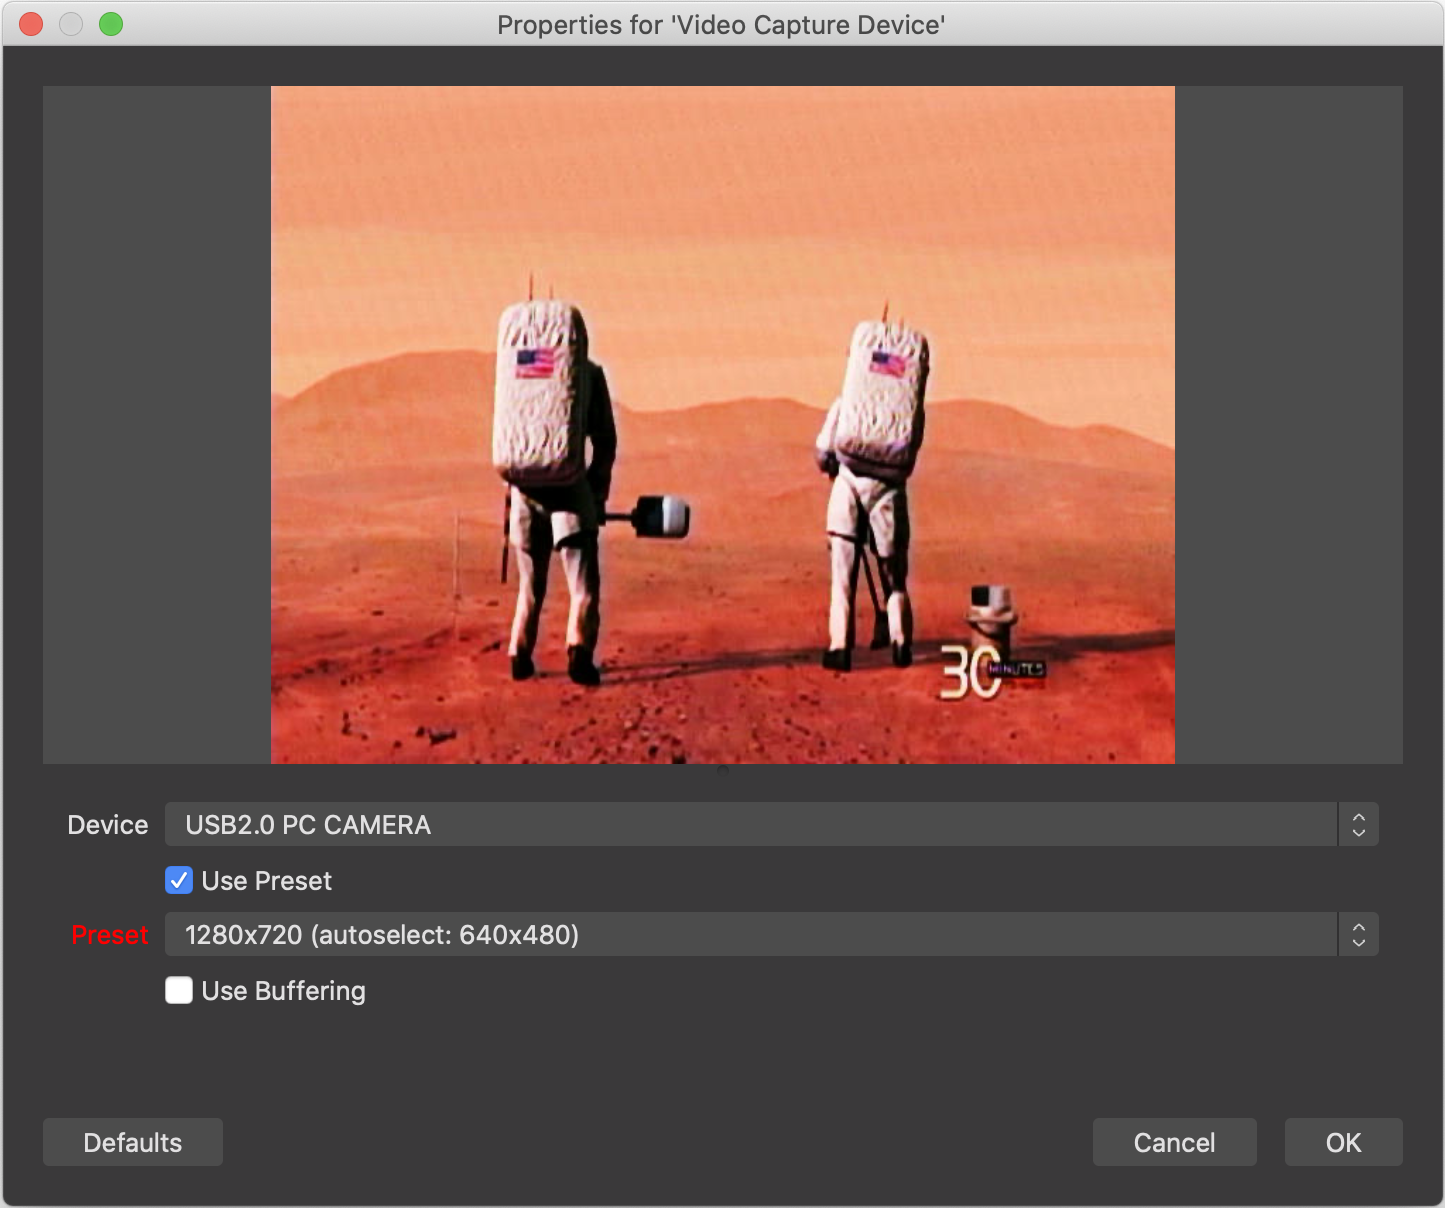 Properties for 'Video Capture Device'
30 MINUTES
Device USB2.0 PC CAMERA
Use Preset
Preset 1280x720 (autoselect: 640x480)
Use Buffering
Defaults Cancel OK